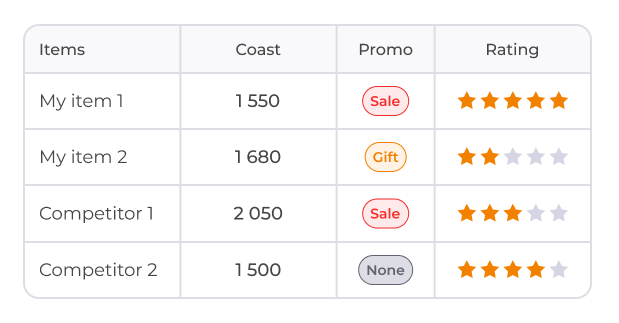 Items Coast Promo Rating
My item 1 1 550 Sale
My item 2 1 680 Gift
Competitor 1 2 050 Sale
Competitor 2 1 500 None